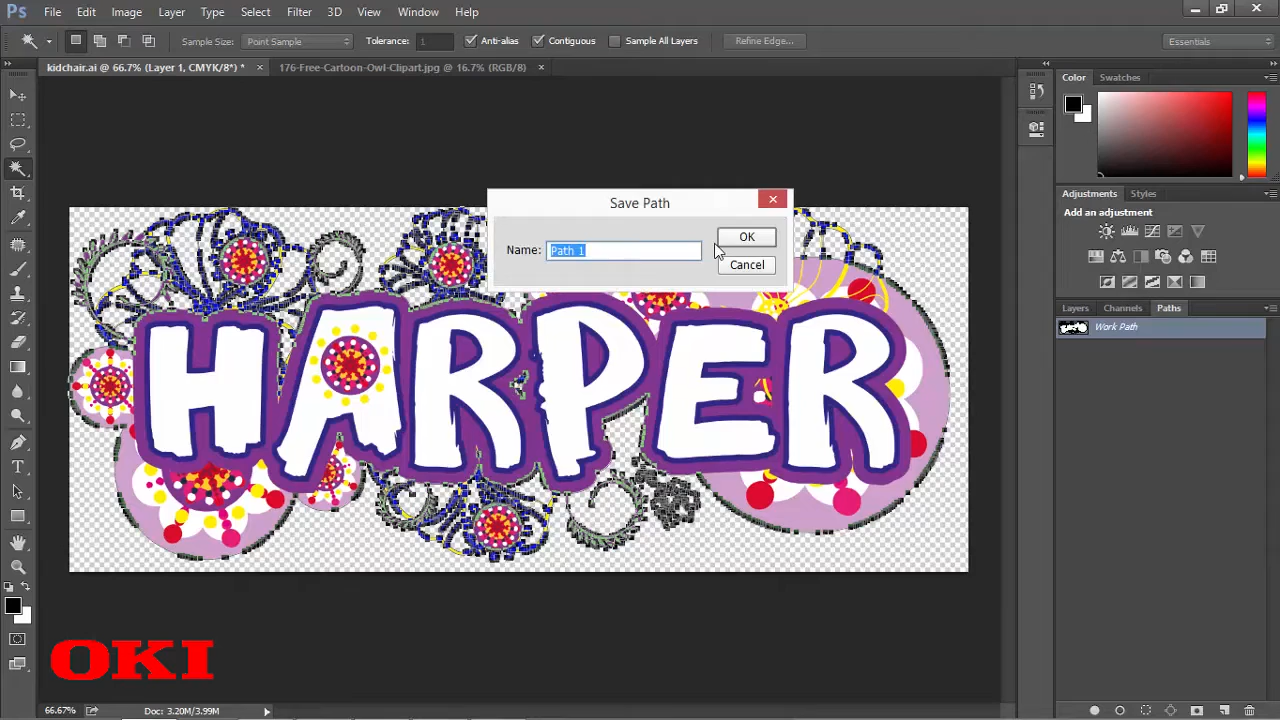 Ps File Edit Image Layer Type Select Filter 3D View Window Help
Sample Size: Point Sample Tolerance: 1 Anti-alias Contiguous Sample All Layers Refine Edge... Essentials
kidchair.ai @ 66.7% (Layer 1, CMYK/8*) * × 176-Free-Cartoon-Owl-Clipart.jpg @ 16.7% (RGB/8) ×
Color Swatches
Save Path
Name: Path 1
OK
Cancel
HARPER
Adjustments Styles
Add an adjustment
Layers Channels Paths
Work Path
OKI
66.67% Doc: 3.20M/3.99M